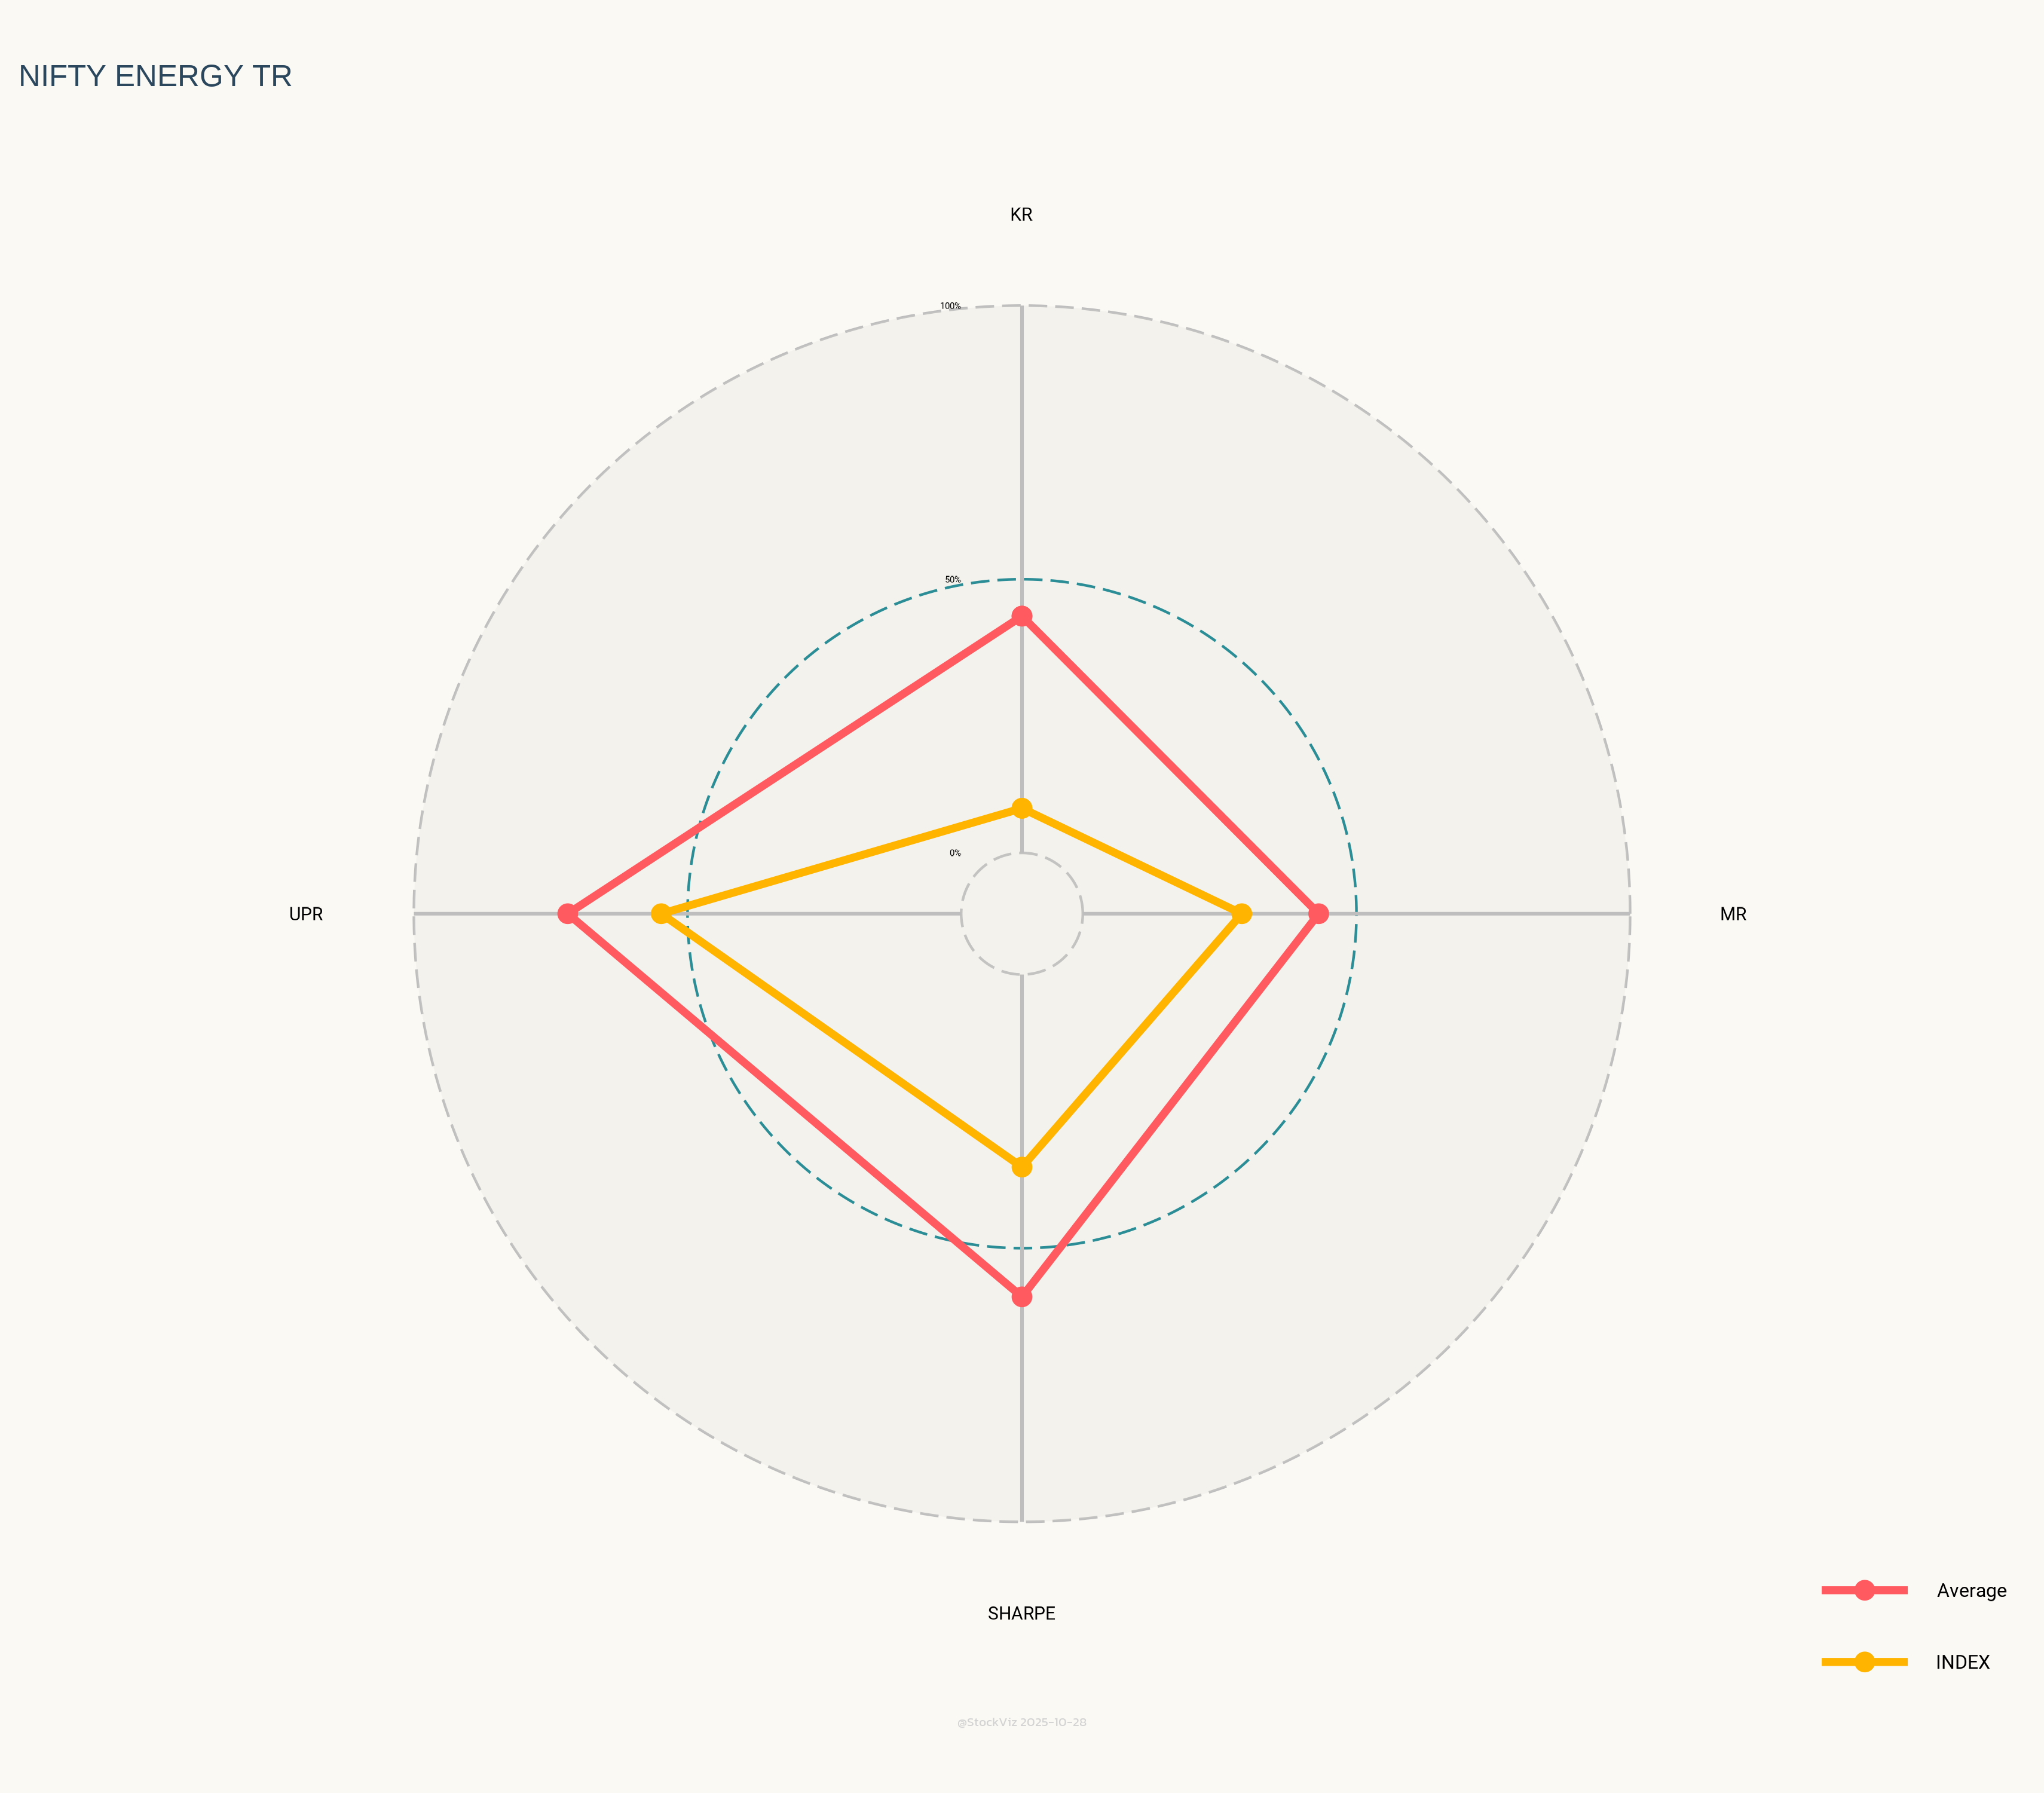 NIFTY ENERGY TR
KR
100%
50%
0%
UPR
MR
SHARPE
Average
INDEX
@StockViz 2025-10-28